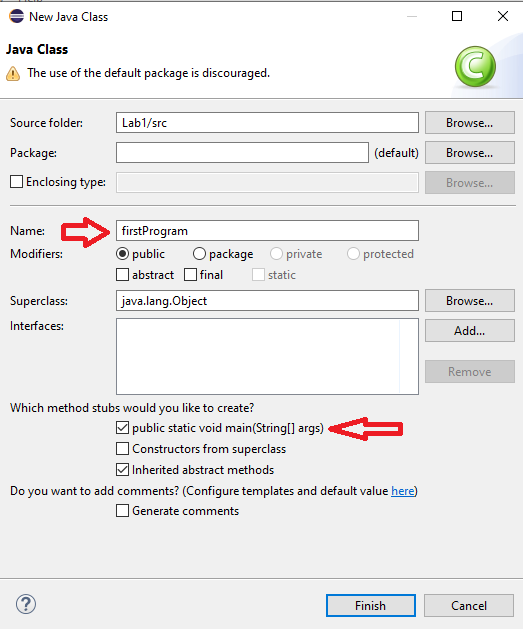 New Java Class
Java Class
The use of the default package is discouraged.
Source folder: Lab1/src Browse...
Package: (default) Browse...
Enclosing type: Browse...
Name: firstProgram
Modifiers: public package private protected
abstract final static
Superclass: java.lang.Object Browse...
Interfaces: Add...
Remove
Which method stubs would you like to create?
public static void main(String[] args)
Constructors from superclass
Inherited abstract methods
Do you want to add comments? (Configure templates and default value here)
Generate comments
Finish Cancel